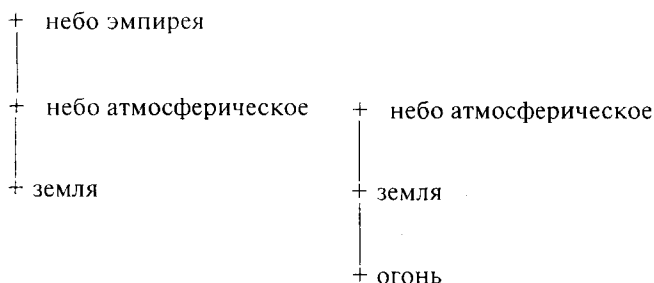 + небо эмпирея
+ небо атмосферическое
+ земля
+ небо атмосферическое
+ земля
+ огонь